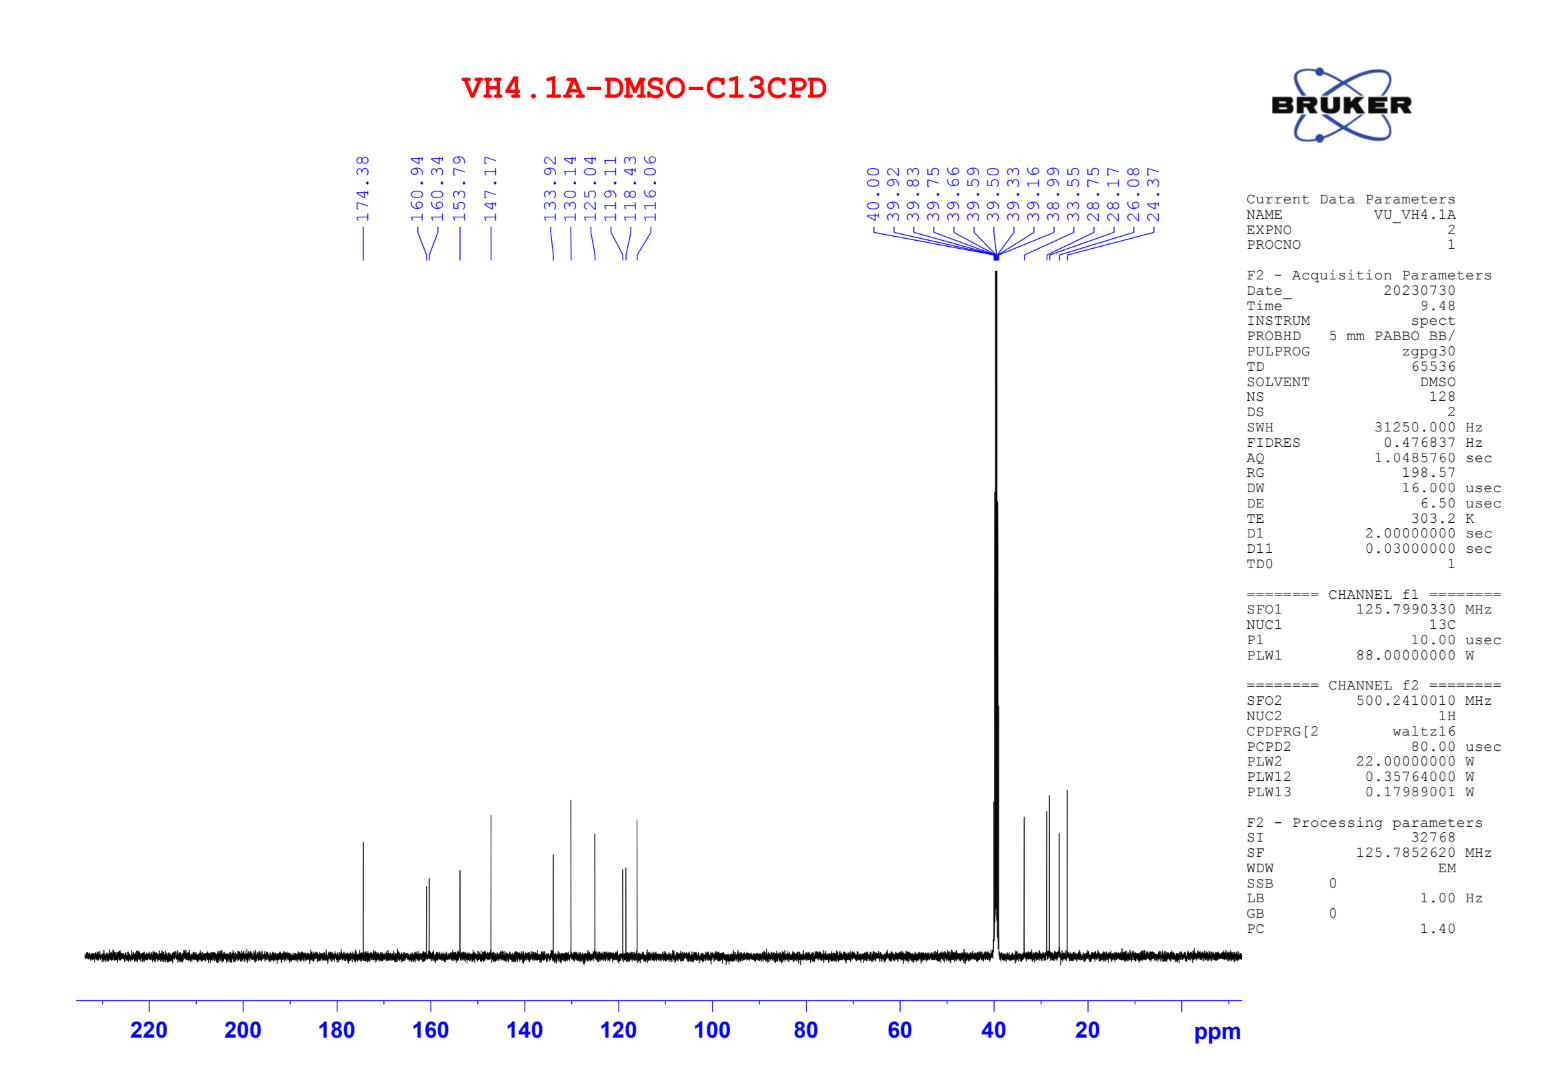 VH4.1A-DMSO-C13CPD
BRUKER
174.38
160.94
160.34
153.79
147.17
133.92
130.14
125.04
119.11
118.43
116.06
40.00
39.92
39.83
39.75
39.66
39.59
39.50
39.33
39.16
38.99
33.55
28.75
28.17
26.08
24.37
Current Data Parameters
NAME VU_VH4.1A
EXPNO 2
PROCNO 1
F2 - Acquisition Parameters
Date_ 20230730
Time 9.48
INSTRUM spect
PROBHD 5 mm PABBO BB/
PULPROG zgpg30
TD 65536
SOLVENT DMSO
NS 128
DS 2
SWH 31250.000 Hz
FIDRES 0.476837 Hz
AQ 1.0485760 sec
RG 198.57
DW 16.000 usec
DE 6.50 usec
TE 303.2 K
D1 2.00000000 sec
D11 0.03000000 sec
TD0 1
======== CHANNEL f1 ========
SFO1 125.7990330 MHz
NUC1 13C
P1 10.00 usec
PLW1 88.00000000 W
======== CHANNEL f2 ========
SFO2 500.2410010 MHz
NUC2 1H
CPDPRG[2 waltz16
PCPD2 80.00 usec
PLW2 22.00000000 W
PLW12 0.35764000 W
PLW13 0.17989001 W
F2 - Processing parameters
SI 32768
SF 125.7852620 MHz
WDW EM
SSB 0
LB 1.00 Hz
GB 0
PC 1.40
220 200 180 160 140 120 100 80 60 40 20 ppm